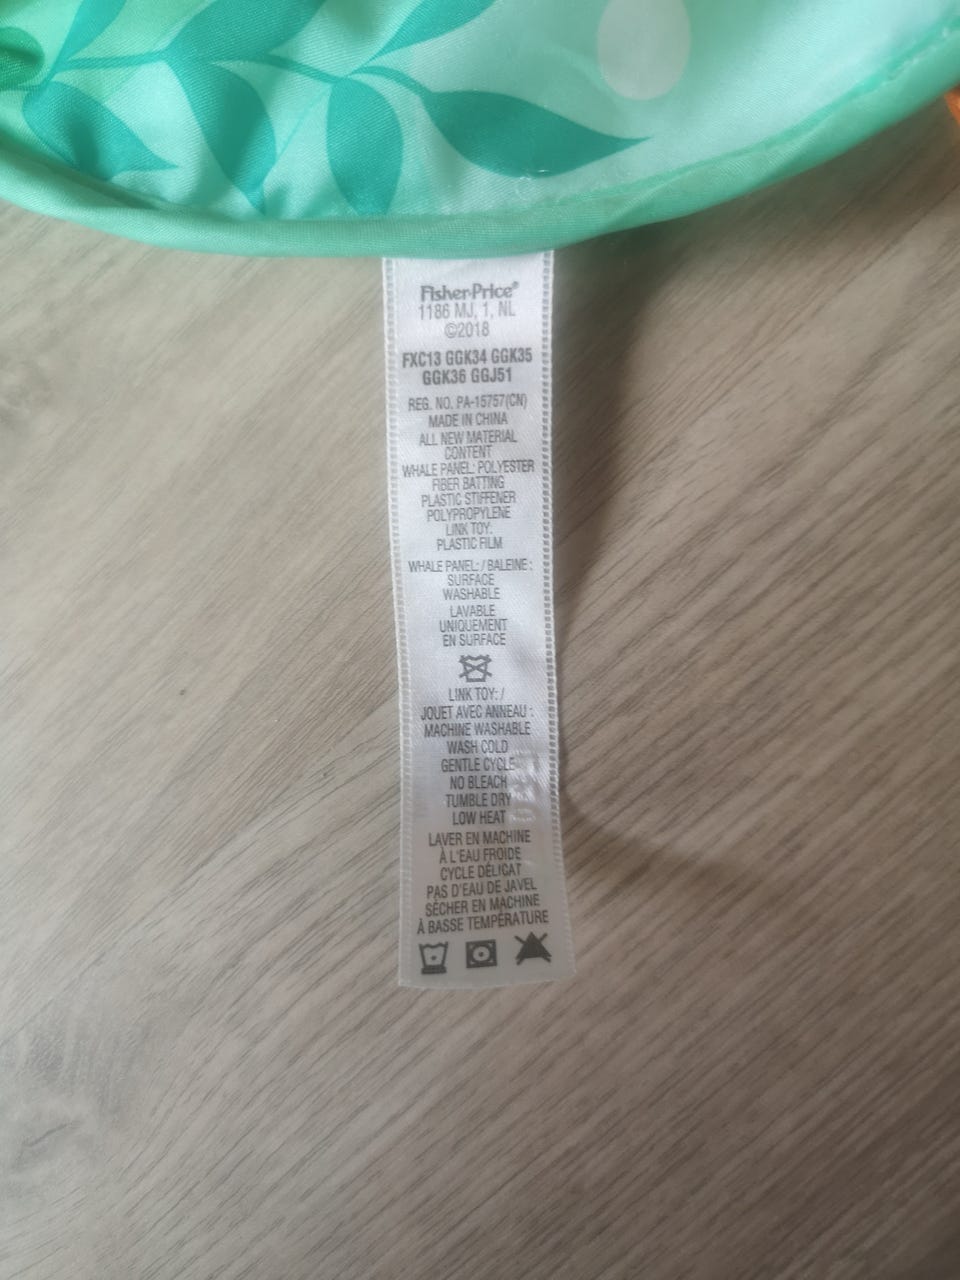 Fisher-Price®
1186 MJ, 1, NL
©2018
FXC13 GGK34 GGK35
GGK36 GGJ51
REG. NO. PA-15757(CN)
MADE IN CHINA
ALL NEW MATERIAL
CONTENT
WHALE PANEL: POLYESTER
FIBER BATTING
PLASTIC STIFFENER
POLYPROPYLENE
LINK TOY:
PLASTIC FILM
WHALE PANEL: / BALEINE :
SURFACE
WASHABLE
LAVABLE
UNIQUEMENT
EN SURFACE
LINK TOY: /
JOUET AVEC ANNEAU :
MACHINE WASHABLE
WASH COLD
GENTLE CYCLE
NO BLEACH
TUMBLE DRY
LOW HEAT
LAVER EN MACHINE
À L'EAU FROIDE
CYCLE DÉLICAT
PAS D'EAU DE JAVEL
SÉCHER EN MACHINE
À BASSE TEMPÉRATURE